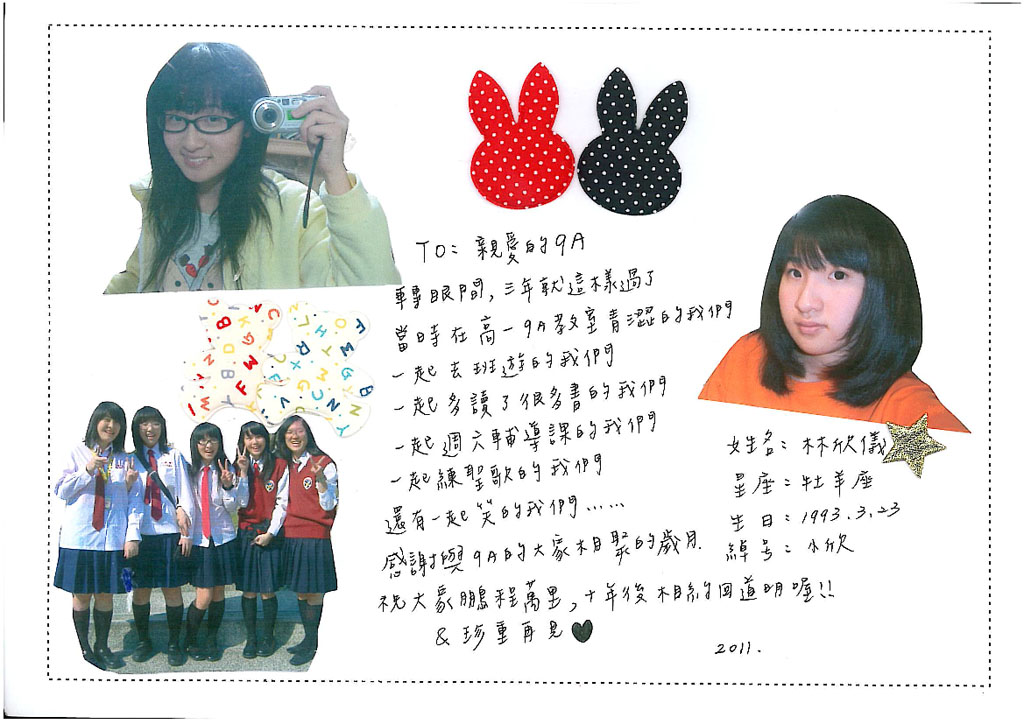 TO: 親愛的9A
轉眼間, 三年就這樣過了
當時在高一9A教室青澀的我們
一起去班遊的我們
一起多讀了很多書的我們
一起週六輔導課的我們
一起練聖歌的我們
還有一起笑的我們……
感謝與9A的大家相聚的歲月.
祝大家鵬程萬里, 十年後相約回道明喔!!
& 珍重再見♥
姓名: 林欣儀
星座: 牡羊座
生日: 1993.3.23
綽号: 小欣
2011.